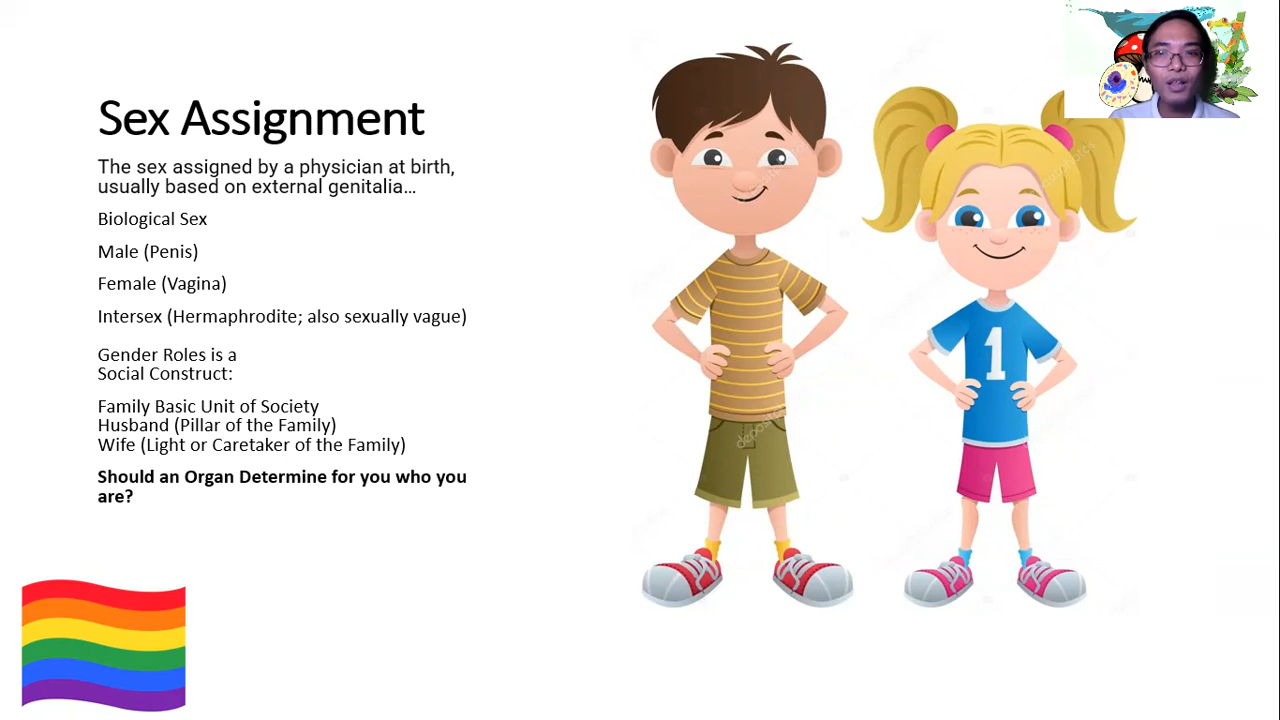 Sex Assignment
The sex assigned by a physician at birth,
usually based on external genitalia…
Biological Sex
Male (Penis)
Female (Vagina)
Intersex (Hermaphrodite; also sexually vague)
Gender Roles is a
Social Construct:
Family Basic Unit of Society
Husband (Pillar of the Family)
Wife (Light or Caretaker of the Family)
Should an Organ Determine for you who you
are?
1